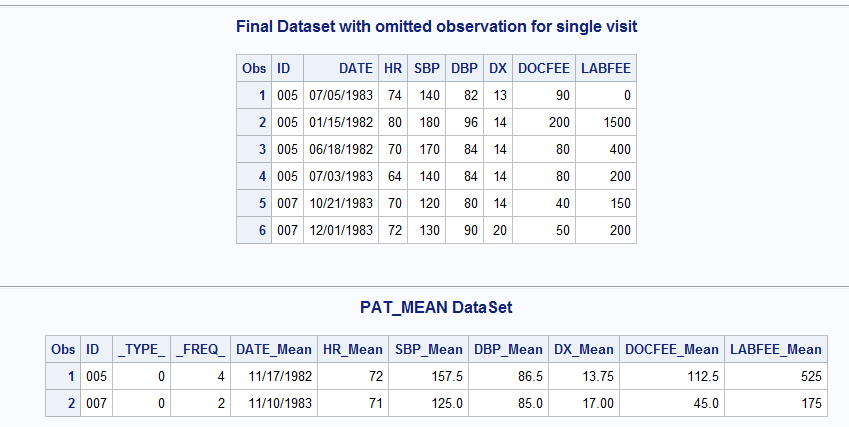 Final Dataset with omitted observation for single visit
Obs ID DATE HR SBP DBP DX DOCFEE LABFEE
1 005 07/05/1983 74 140 82 13 90 0
2 005 01/15/1982 80 180 96 14 200 1500
3 005 06/18/1982 70 170 84 14 80 400
4 005 07/03/1983 64 140 84 14 80 200
5 007 10/21/1983 70 120 80 14 40 150
6 007 12/01/1983 72 130 90 20 50 200
PAT_MEAN DataSet
Obs ID _TYPE_ _FREQ_ DATE_Mean HR_Mean SBP_Mean DBP_Mean DX_Mean DOCFEE_Mean LABFEE_Mean
1 005 0 4 11/17/1982 72 157.5 86.5 13.75 112.5 525
2 007 0 2 11/10/1983 71 125.0 85.0 17.00 45.0 175